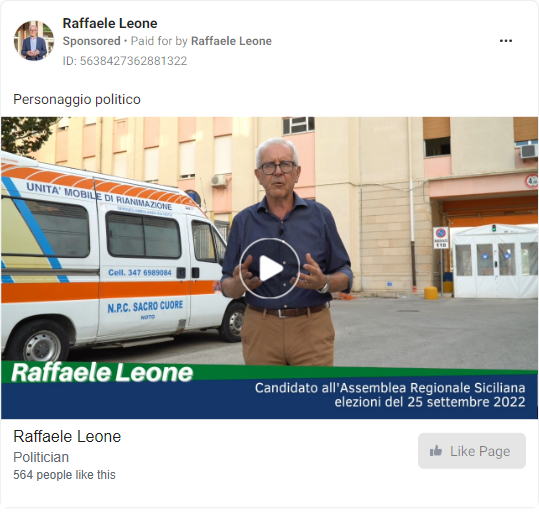 Raffaele Leone
Sponsored • Paid for by Raffaele Leone
ID: 5638427362881322
Personaggio politico
UNITA' MOBILE DI RIANIMAZIONE
Cell. 347 6989084
N.P.C. SACRO CUORE
NOTO
118
Raffaele Leone
Candidato all'Assemblea Regionale Siciliana
elezioni del 25 settembre 2022
Raffaele Leone
Politician
564 people like this
Like Page